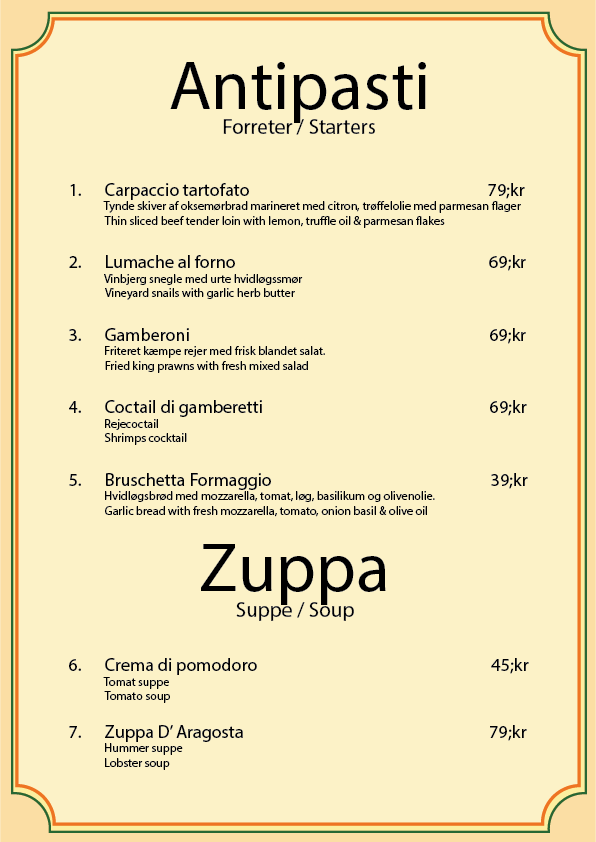 Antipasti
Forreter / Starters
1. Carpaccio tartofato 79;kr
Tynde skiver af oksemørbrad marineret med citron, trøffelolie med parmesan flager
Thin sliced beef tender loin with lemon, truffle oil & parmesan flakes
2. Lumache al forno 69;kr
Vinbjerg snegle med urte hvidløgssmør
Vineyard snails with garlic herb butter
3. Gamberoni 69;kr
Friteret kæmpe rejer med frisk blandet salat.
Fried king prawns with fresh mixed salad
4. Coctail di gamberetti 69;kr
Rejecoctail
Shrimps cocktail
5. Bruschetta Formaggio 39;kr
Hvidløgsbrød med mozzarella, tomat, løg, basilikum og olivenolie.
Garlic bread with fresh mozzarella, tomato, onion basil & olive oil
Zuppa
Suppe / Soup
6. Crema di pomodoro 45;kr
Tomat suppe
Tomato soup
7. Zuppa D’ Aragosta 79;kr
Hummer suppe
Lobster soup